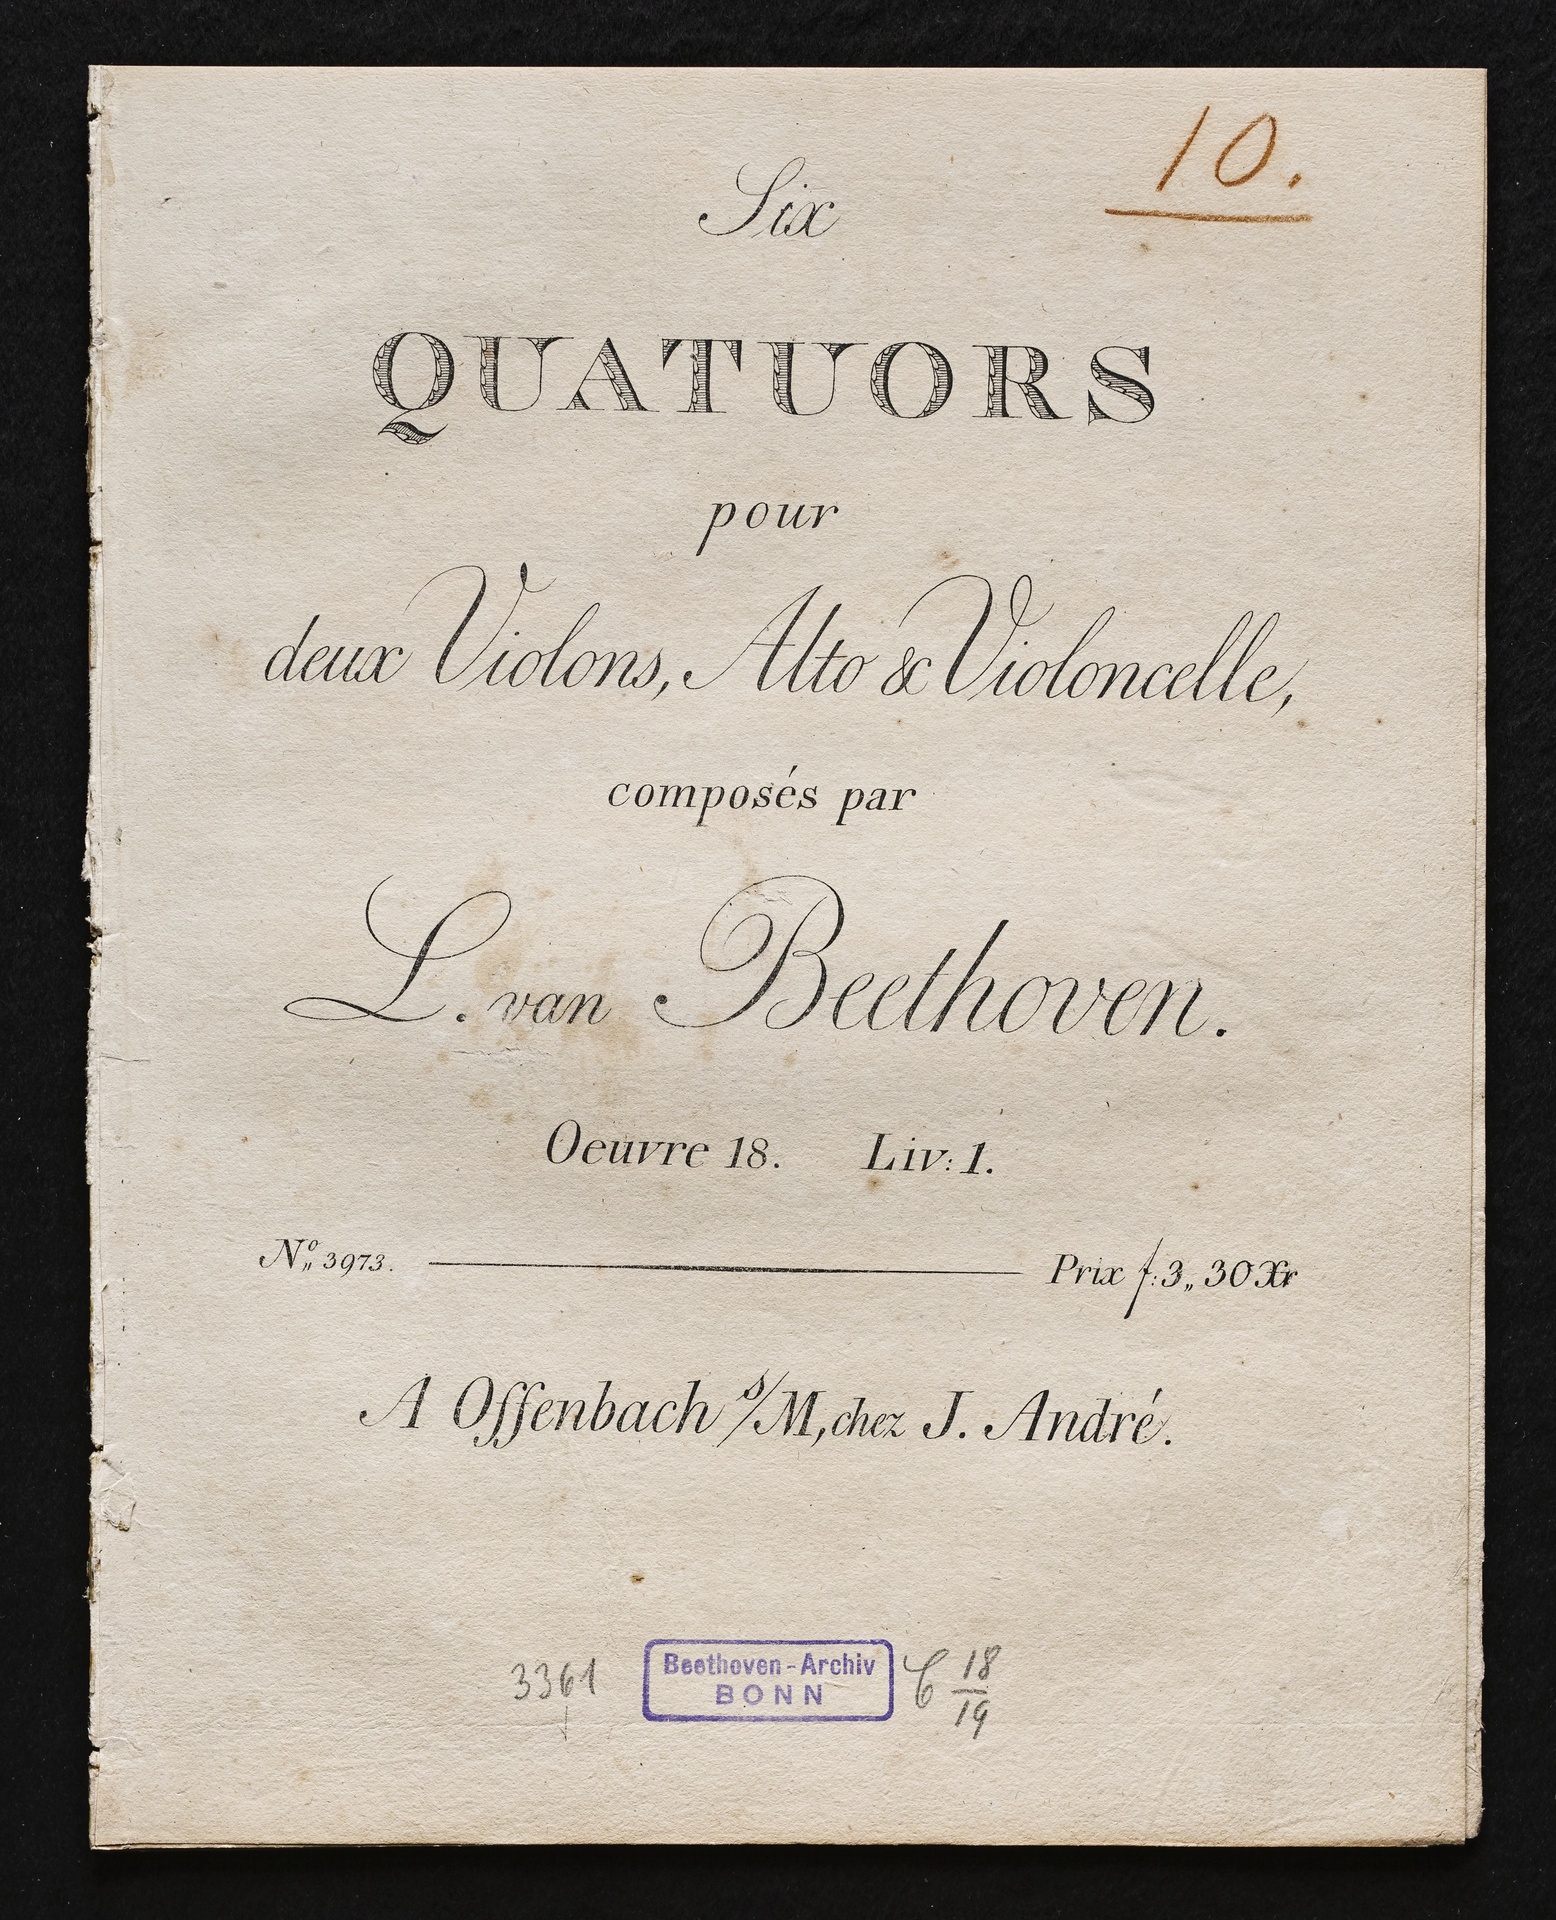 10.
Six
QUATUORS
pour
deux Violons, Alto & Violoncelle,
composés par
L. van Beethoven.
Oeuvre 18. Liv: 1.
No„ 3973. Prix f: 3„ 30 Xr
A Offenbach s/M, chez J. André.
3361 Beethoven-Archiv C 18/19
BONN